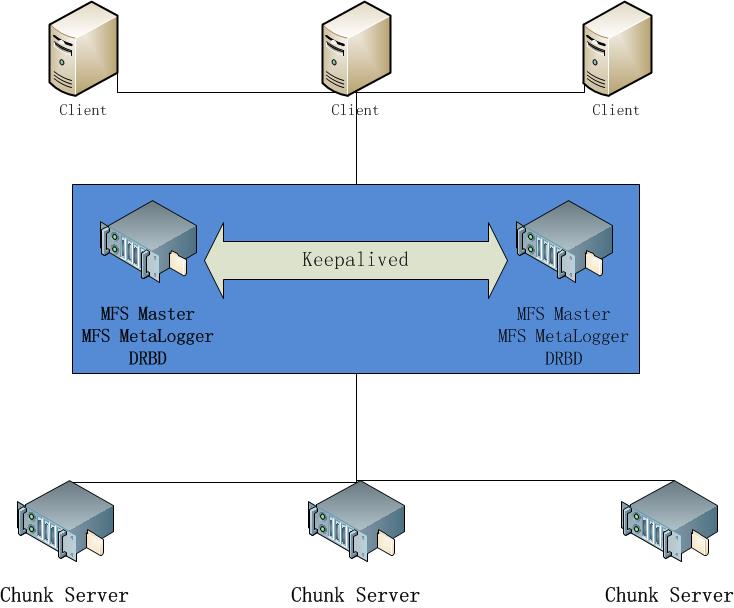 Client
Client
Client
Keepalived
MFS Master
MFS MetaLogger
DRBD
MFS Master
MFS MetaLogger
DRBD
Chunk Server
Chunk Server
Chunk Server